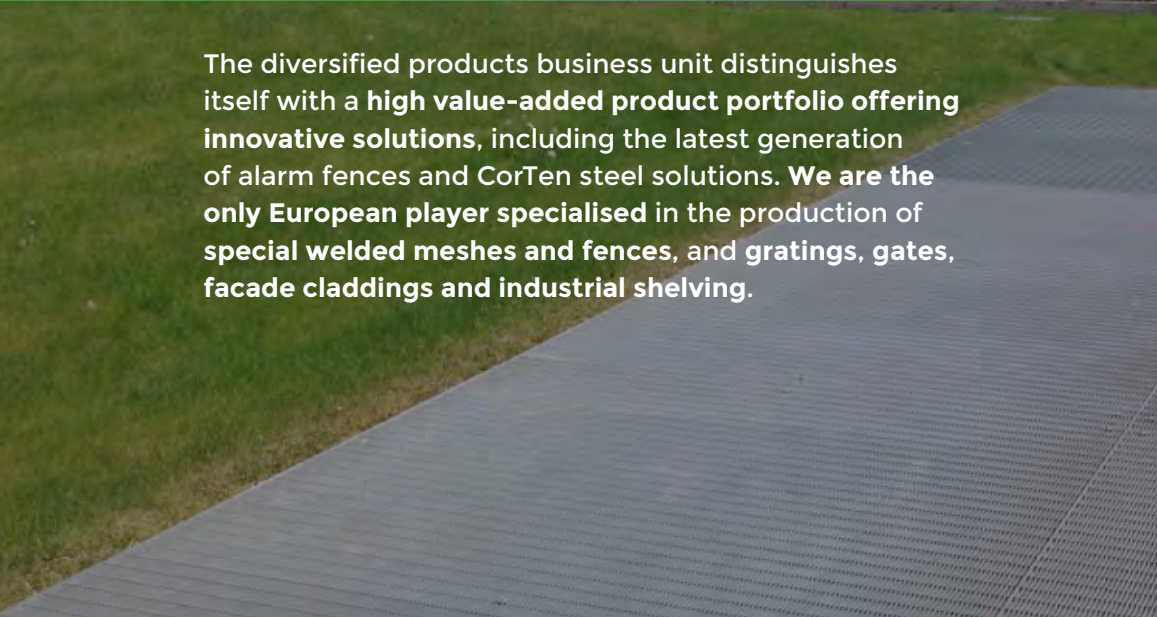 The diversified products business unit distinguishes
itself with a high value-added product portfolio offering
innovative solutions, including the latest generation
of alarm fences and CorTen steel solutions. We are the
only European player specialised in the production of
special welded meshes and fences, and gratings, gates,
facade claddings and industrial shelving.